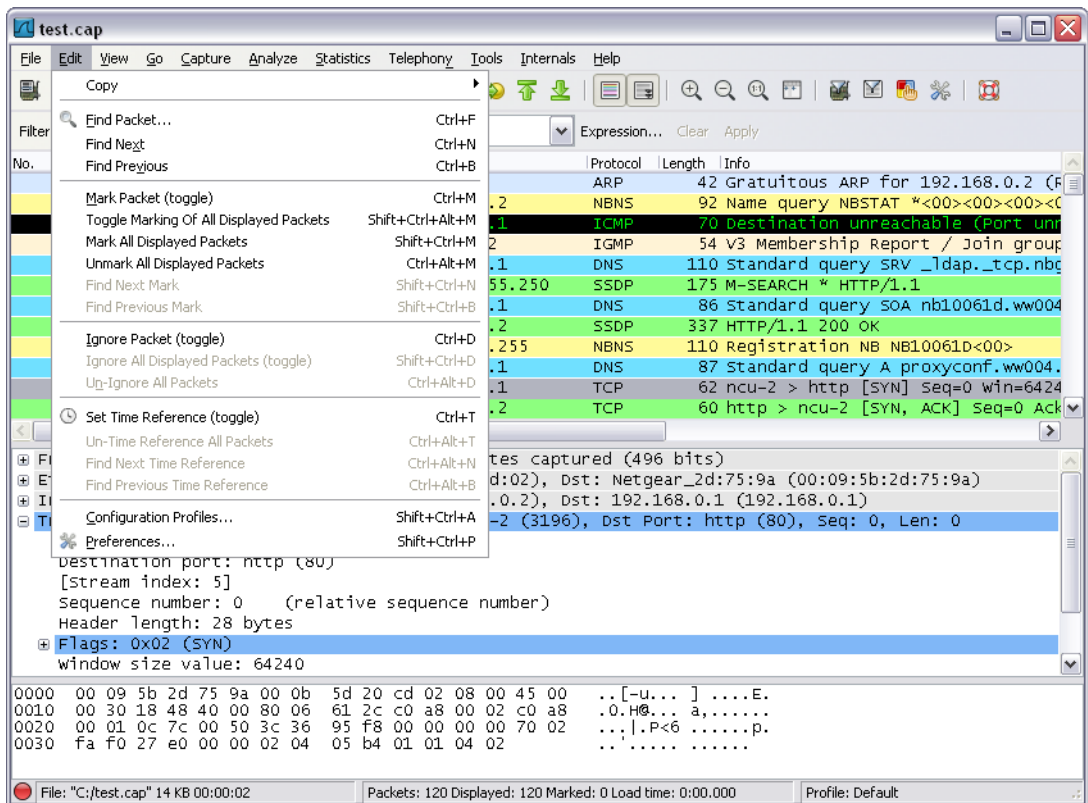 test.cap
File Edit View Go Capture Analyze Statistics Telephony Tools Internals Help
Copy
Find Packet... Ctrl+F
Find Next Ctrl+N
Find Previous Ctrl+B
Mark Packet (toggle) Ctrl+M
Toggle Marking Of All Displayed Packets Shift+Ctrl+Alt+M
Mark All Displayed Packets Shift+Ctrl+M
Unmark All Displayed Packets Ctrl+Alt+M
Find Next Mark Shift+Ctrl+N
Find Previous Mark Shift+Ctrl+B
Ignore Packet (toggle) Ctrl+D
Ignore All Displayed Packets (toggle) Shift+Ctrl+D
Un-Ignore All Packets Ctrl+Alt+D
Set Time Reference (toggle) Ctrl+T
Un-Time Reference All Packets Ctrl+Alt+T
Find Next Time Reference Ctrl+Alt+N
Find Previous Time Reference Ctrl+Alt+B
Configuration Profiles... Shift+Ctrl+A
Preferences... Shift+Ctrl+P
Filter Expression... Clear Apply
No. Protocol Length Info
ARP 42 Gratuitous ARP for 192.168.0.2 (R
.2 NBNS 92 Name query NBSTAT *<00><00><00><0
.1 ICMP 70 Destination unreachable (Port unr
2 IGMP 54 V3 Membership Report / Join group
.1 DNS 110 Standard query SRV _ldap._tcp.nbg
55.250 SSDP 175 M-SEARCH * HTTP/1.1
.1 DNS 86 Standard query SOA nb10061d.ww004
.2 SSDP 337 HTTP/1.1 200 OK
.255 NBNS 110 Registration NB NB10061D<00>
.1 DNS 87 Standard query A proxyconf.ww004.
.1 TCP 62 ncu-2 > http [SYN] Seq=0 Win=6424
.2 TCP 60 http > ncu-2 [SYN, ACK] Seq=0 Ack
tes captured (496 bits)
d:02), Dst: Netgear_2d:75:9a (00:09:5b:2d:75:9a)
.0.2), Dst: 192.168.0.1 (192.168.0.1)
-2 (3196), Dst Port: http (80), Seq: 0, Len: 0
Destination port: http (80)
[Stream index: 5]
Sequence number: 0 (relative sequence number)
Header length: 28 bytes
Flags: 0x02 (SYN)
Window size value: 64240
0000 00 09 5b 2d 75 9a 00 0b 5d 20 cd 02 08 00 45 00 ..[-u... ] ....E.
0010 00 30 18 48 40 00 80 06 61 2c c0 a8 00 02 c0 a8 .0.H@... a,......
0020 00 01 0c 7c 00 50 3c 36 95 f8 00 00 00 00 70 02 ...|.P<6 ......p.
0030 fa f0 27 e0 00 00 02 04 05 b4 01 01 04 02 ..'..... ......
File: "C:/test.cap" 14 KB 00:00:02 Packets: 120 Displayed: 120 Marked: 0 Load time: 0:00.000 Profile: Default